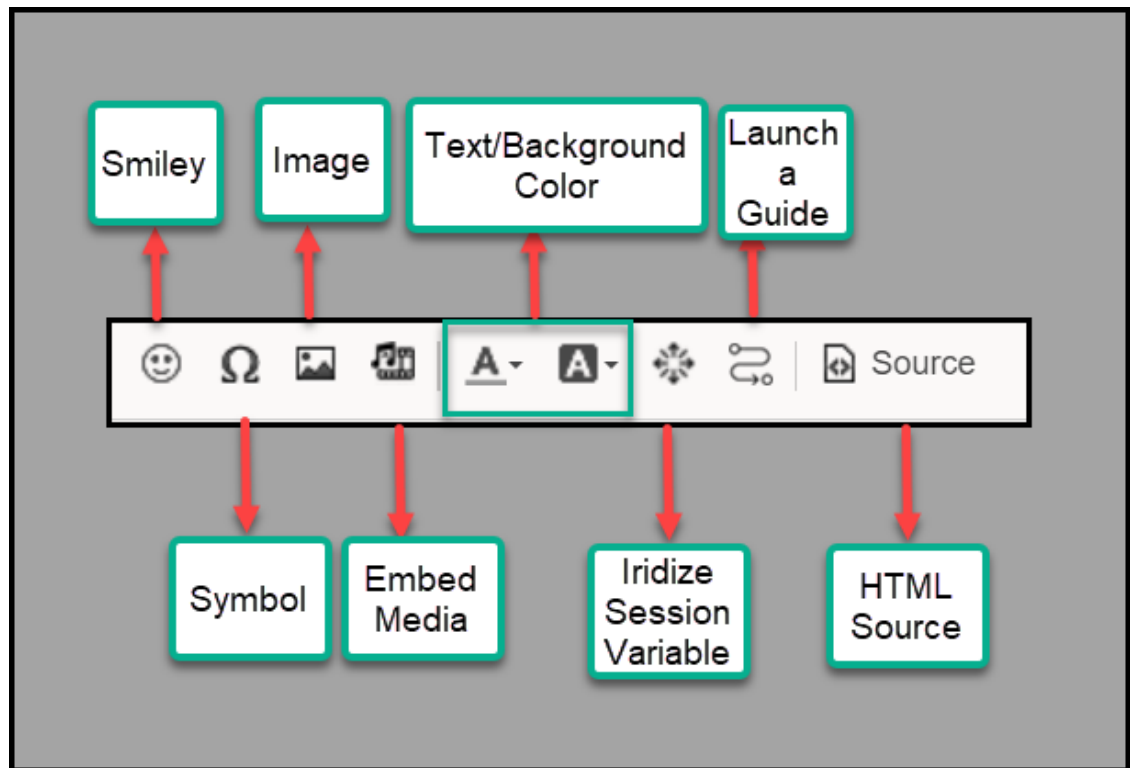 Smiley
Image
Text/Background
Color
Launch
a
Guide
Ω
A
A
Source
Symbol
Embed
Media
Iridize
Session
Variable
HTML
Source